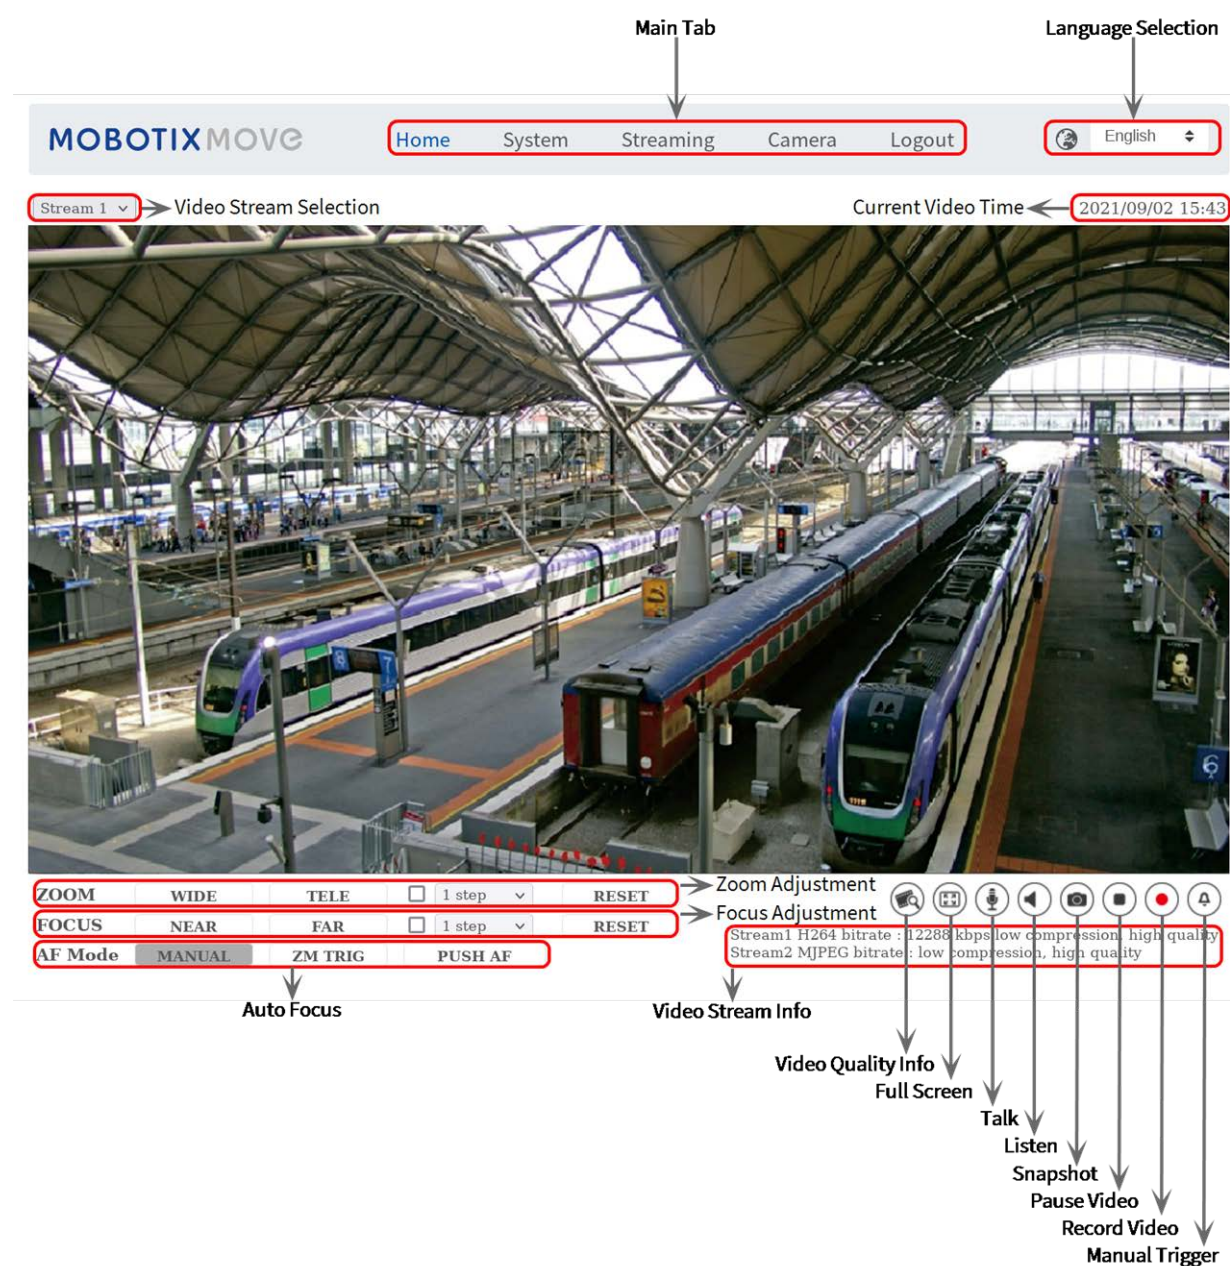 Main Tab
Language Selection
MOBOTIX MOVE
Home System Streaming Camera Logout
English
Stream 1
Video Stream Selection
Current Video Time
2021/09/02 15:43
8 7
6
ZOOM WIDE TELE 1 step RESET
Zoom Adjustment
FOCUS NEAR FAR 1 step RESET
Focus Adjustment
AF Mode MANUAL ZM TRIG PUSH AF
Stream1 H264 bitrate : 12288 kbps low compression, high quality
Stream2 MJPEG bitrate : low compression, high quality
Auto Focus
Video Stream Info
Video Quality Info
Full Screen
Talk
Listen
Snapshot
Pause Video
Record Video
Manual Trigger